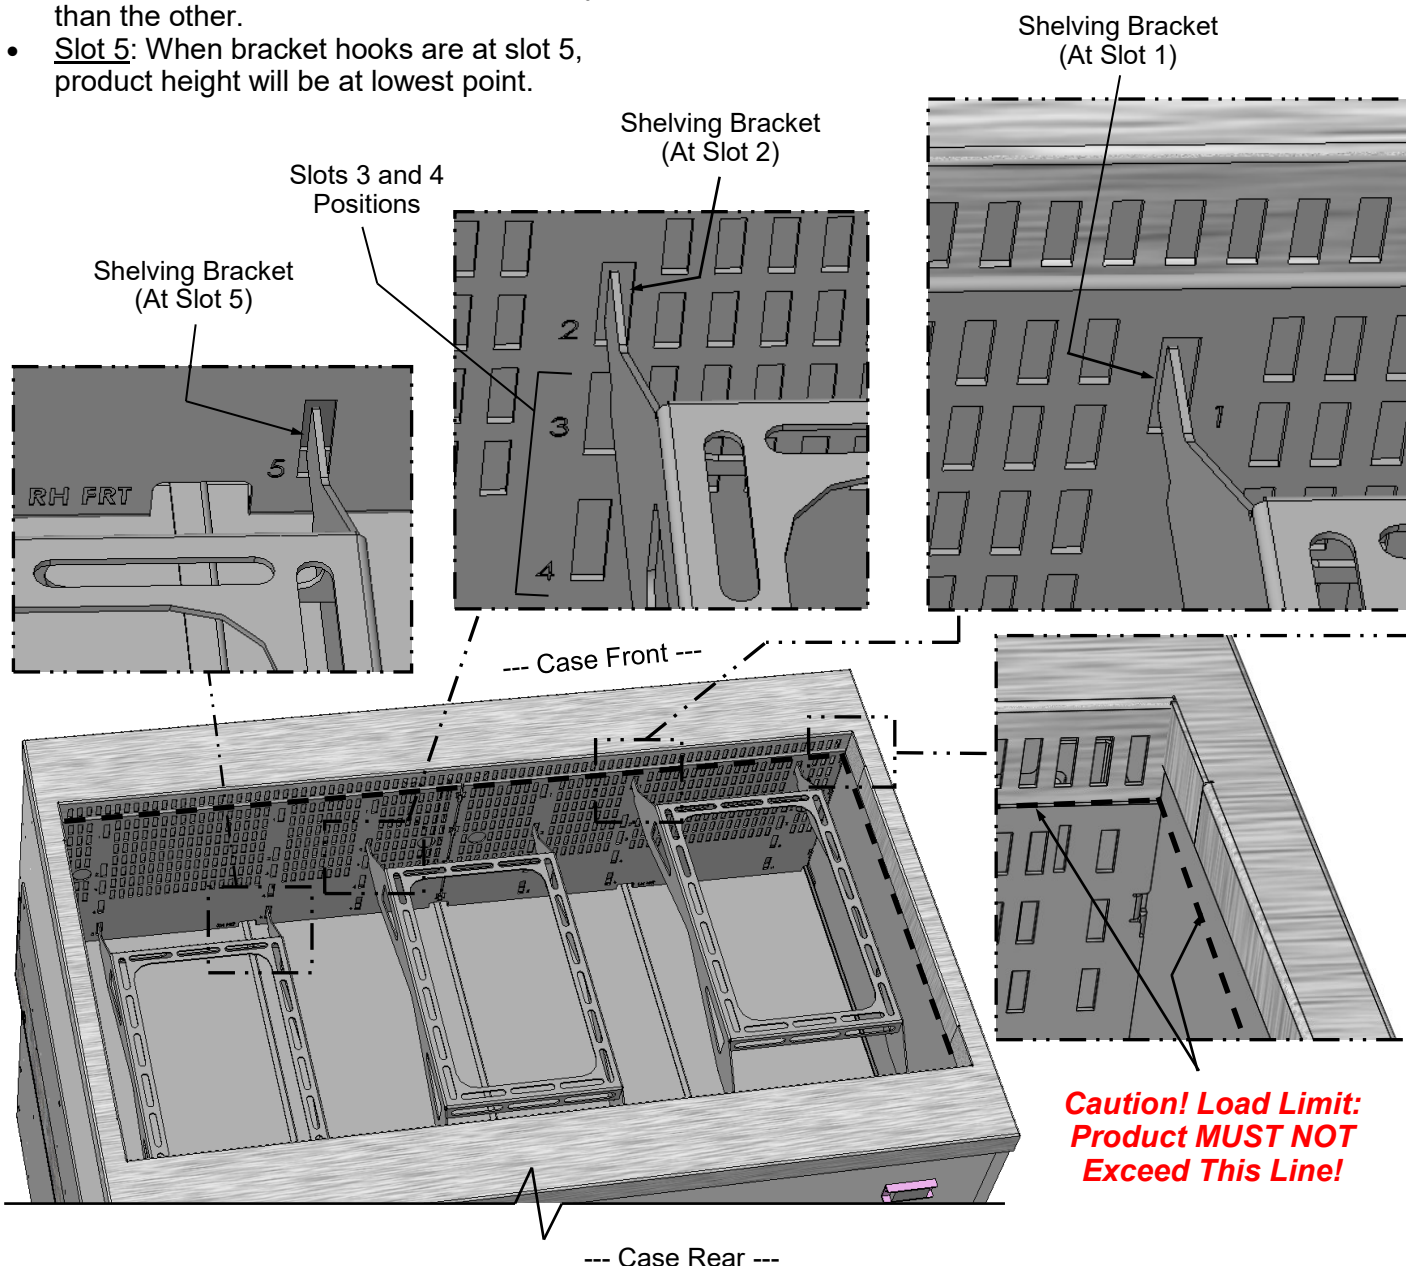 than the other.
• Slot 5: When bracket hooks are at slot 5,
product height will be at lowest point.
Shelving Bracket
(At Slot 1)
Shelving Bracket
(At Slot 2)
Slots 3 and 4
Positions
Shelving Bracket
(At Slot 5)
2
3
4
1
5
RH FRT
--- Case Front ---
Caution! Load Limit:
Product MUST NOT
Exceed This Line!
--- Case Rear ---